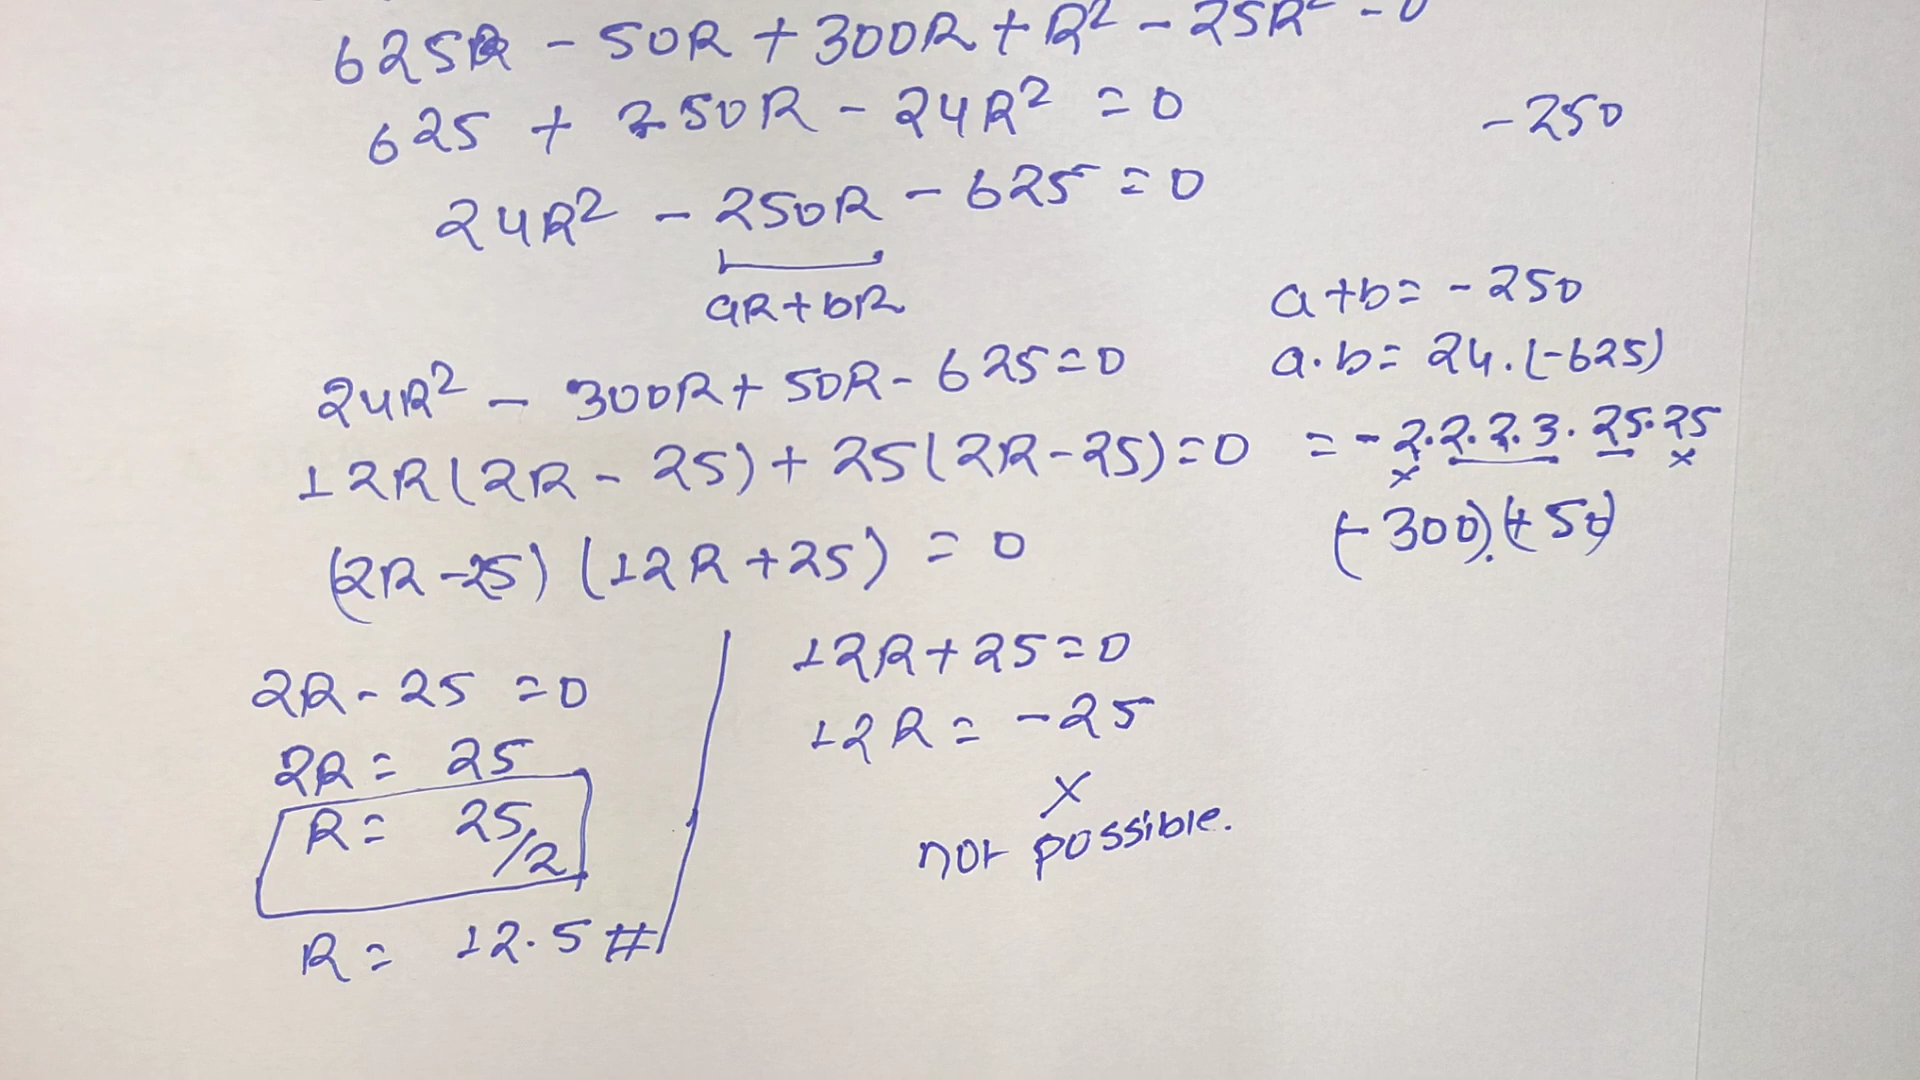 625R - 50R + 300R + R² - 25R² = 0
625 + 250R - 24R² = 0
-250
24R² - 250R - 625 = 0
aR + bR
a + b = -250
a · b = 24 · (-625)
24R² - 300R + 50R - 625 = 0
12R(2R - 25) + 25(2R - 25) = 0
= - 2 · 2 · 2 · 3 · 25 · 25
x x
(-300) · (+50)
(2R - 25) (12R + 25) = 0
2R - 25 = 0
2R = 25
R = 25/2
R = 12.5 #
12R + 25 = 0
12R = -25
x
not possible.